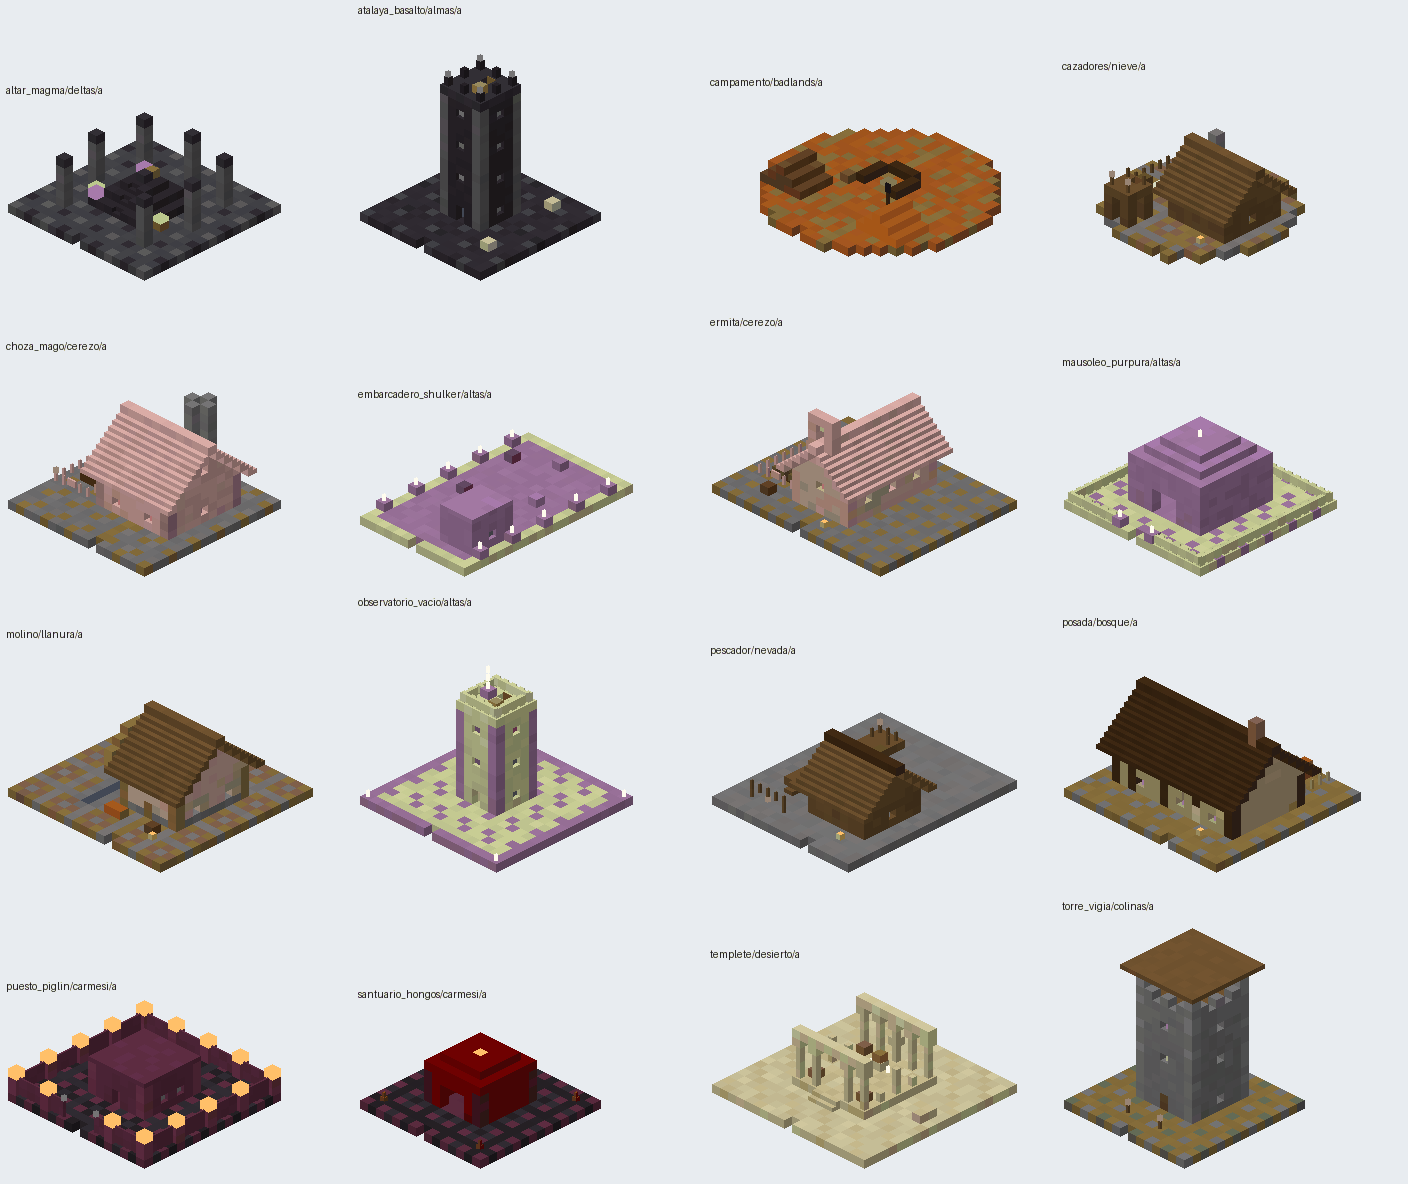 atalaya_basalto/almas/a
altar_magma/deltas/a
campamento/badlands/a
cazadores/nieve/a
choza_mago/cerezo/a
embarcadero_shulker/altas/a
ermita/cerezo/a
mausoleo_purpura/altas/a
molino/llanura/a
observatorio_vacio/altas/a
pescador/nevada/a
posada/bosque/a
puesto_piglin/carmesi/a
santuario_hongos/carmesi/a
templete/desierto/a
torre_vigia/colinas/a